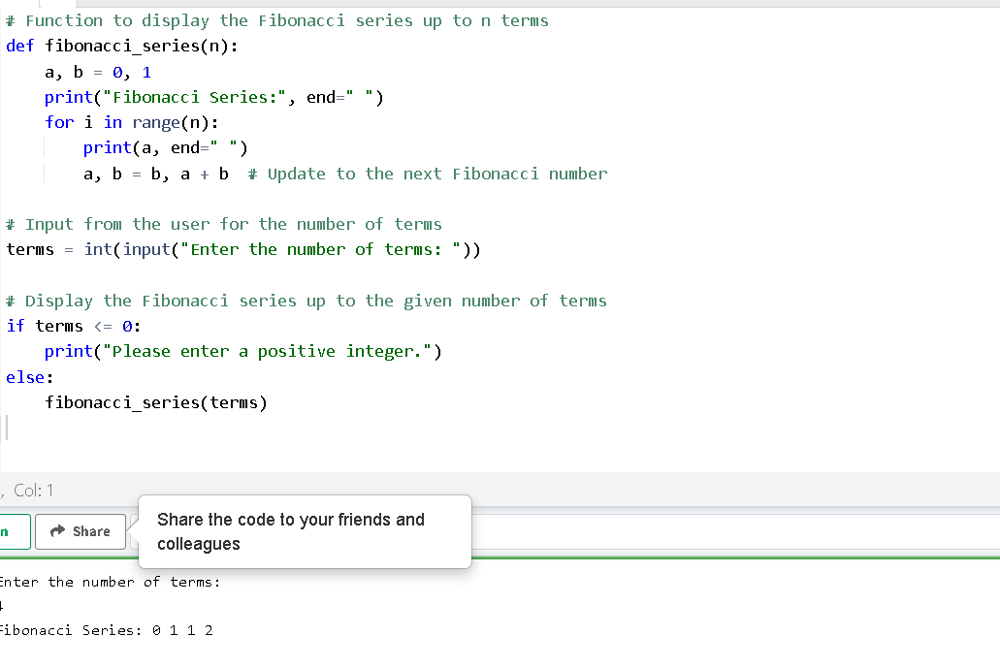 # Function to display the Fibonacci series up to n terms
def fibonacci_series(n):
    a, b = 0, 1
    print("Fibonacci Series:", end=" ")
    for i in range(n):
        print(a, end=" ")
        a, b = b, a + b  # Update to the next Fibonacci number

# Input from the user for the number of terms
terms = int(input("Enter the number of terms: "))

# Display the Fibonacci series up to the given number of terms
if terms <= 0:
    print("Please enter a positive integer.")
else:
    fibonacci_series(terms)
, Col: 1
n
Share
Share the code to your friends and
colleagues
Enter the number of terms:
4
Fibonacci Series: 0 1 1 2